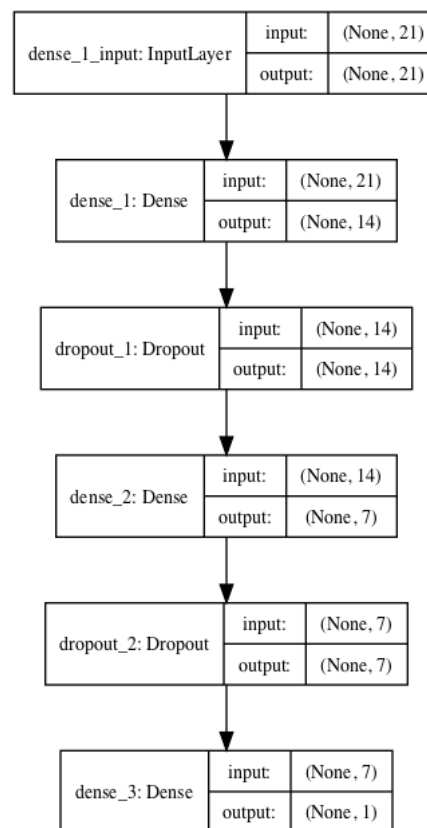 dense_1_input: InputLayer
input: (None, 21)
output: (None, 21)
dense_1: Dense
input: (None, 21)
output: (None, 14)
dropout_1: Dropout
input: (None, 14)
output: (None, 14)
dense_2: Dense
input: (None, 14)
output: (None, 7)
dropout_2: Dropout
input: (None, 7)
output: (None, 7)
dense_3: Dense
input: (None, 7)
output: (None, 1)